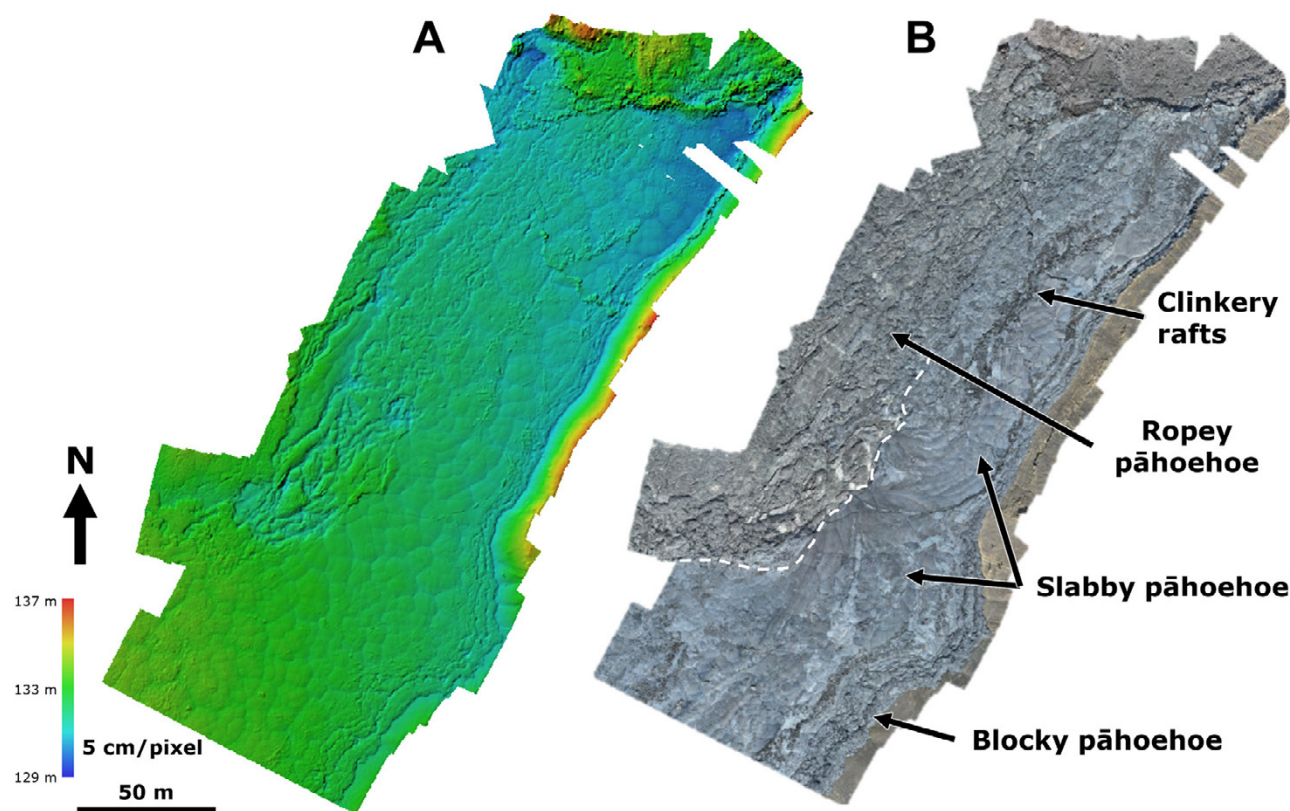 A
B
Clinkery
rafts
Ropey
pāhoehoe
Slabby pāhoehoe
Blocky pāhoehoe
N
137 m
133 m
129 m
5 cm/pixel
50 m